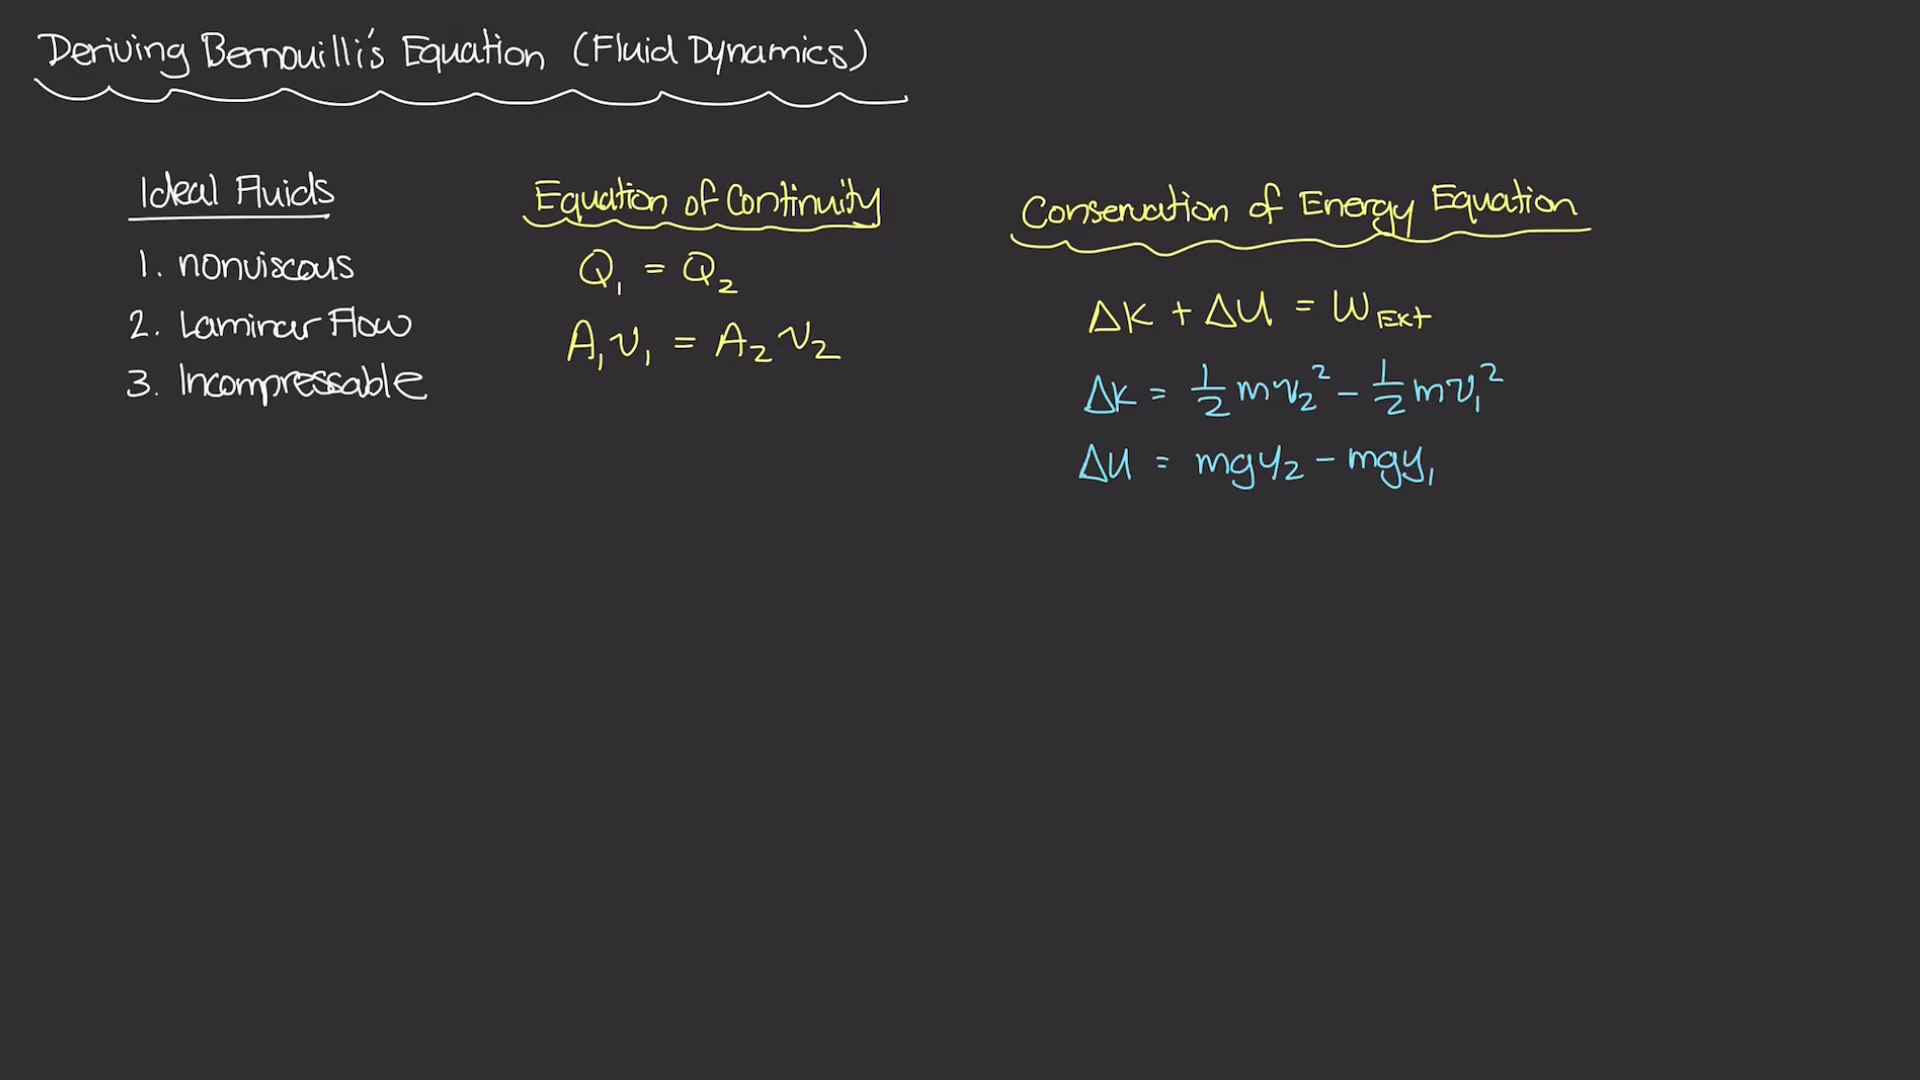 Deriving Bernouilli's Equation (Fluid Dynamics)
Ideal Fluids
1. nonviscous
2. Laminar Flow
3. Incompressable
Equation of Continuity
Q₁ = Q₂
A₁v₁ = A₂v₂
Conservation of Energy Equation
ΔK + ΔU = W_Ext
ΔK = ½mv₂² - ½mv₁²
ΔU = mgy₂ - mgy₁